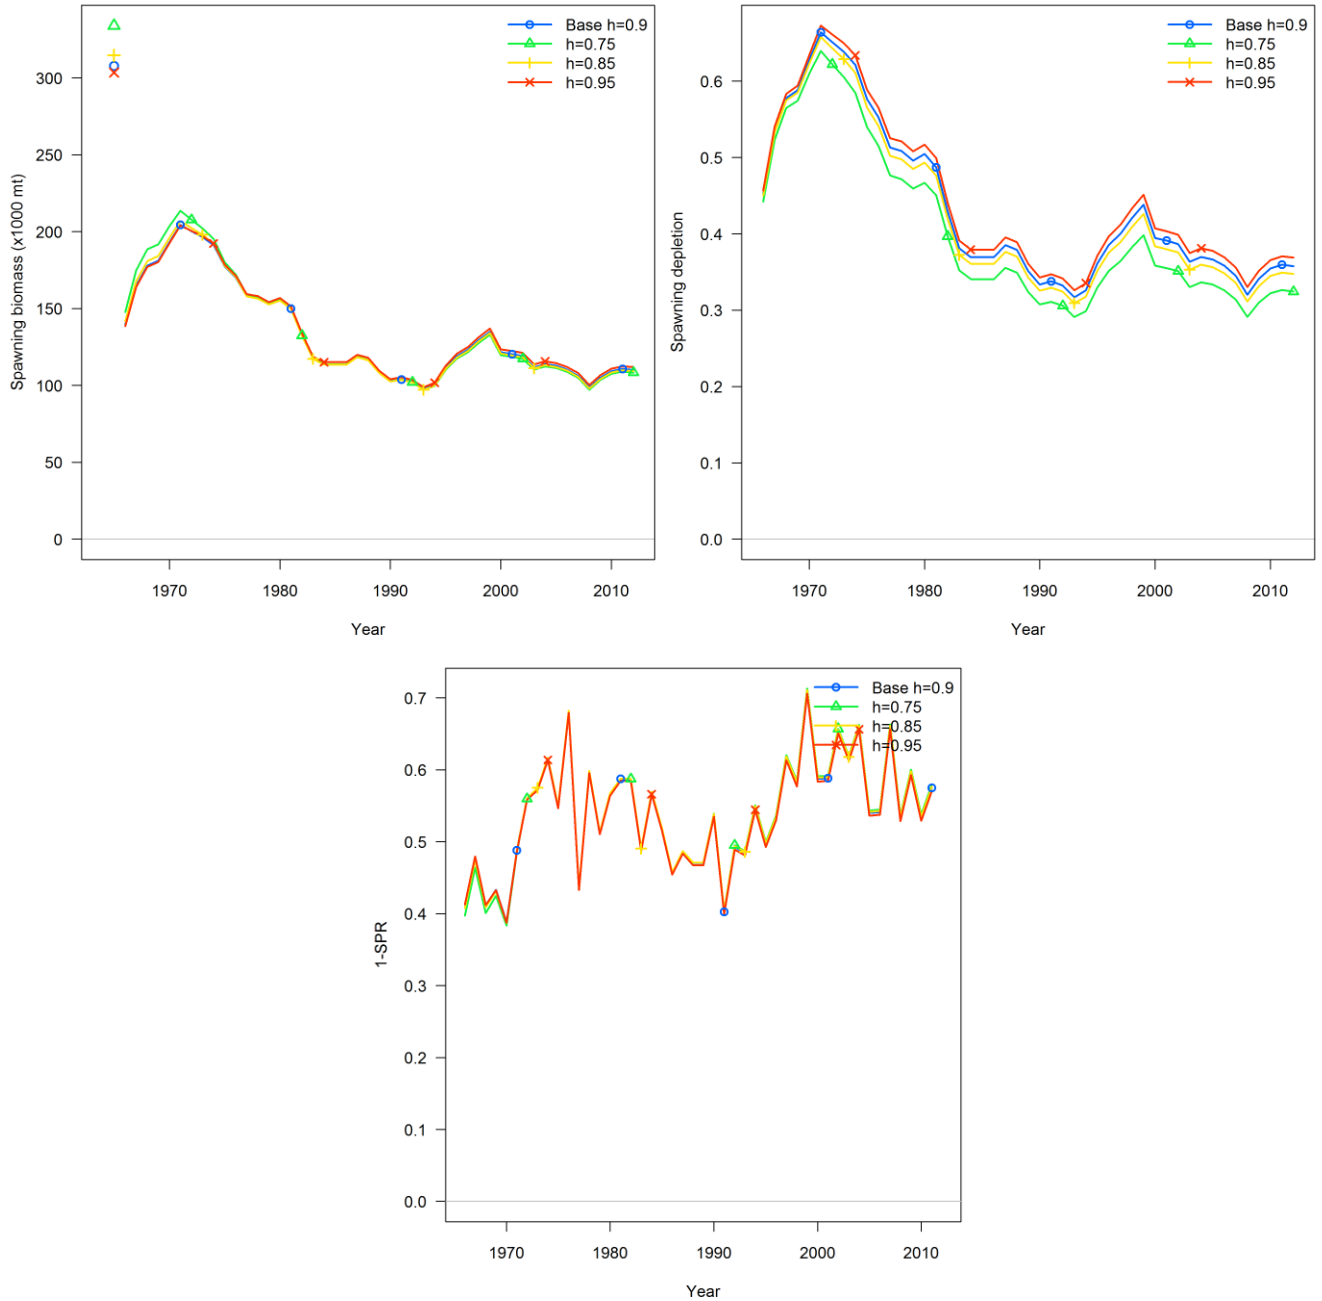 Spawning biomass (x1000 mt)
300
250
200
150
100
50
0
1970 1980 1990 2000 2010
Year
Base h=0.9
h=0.75
h=0.85
h=0.95
Spawning depletion
0.6
0.5
0.4
0.3
0.2
0.1
0.0
1970 1980 1990 2000 2010
Year
Base h=0.9
h=0.75
h=0.85
h=0.95
1-SPR
0.7
0.6
0.5
0.4
0.3
0.2
0.1
0.0
1970 1980 1990 2000 2010
Year
Base h=0.9
h=0.75
h=0.85
h=0.95